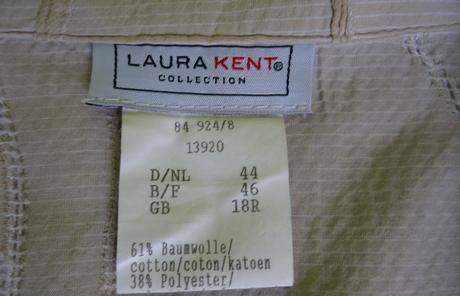 LAURA KENT®
COLLECTION
84 924/8
13920
D/NL 44
B/F 46
GB 18R
61% Baumwolle/
cotton/coton/katoen
38% Polyester/